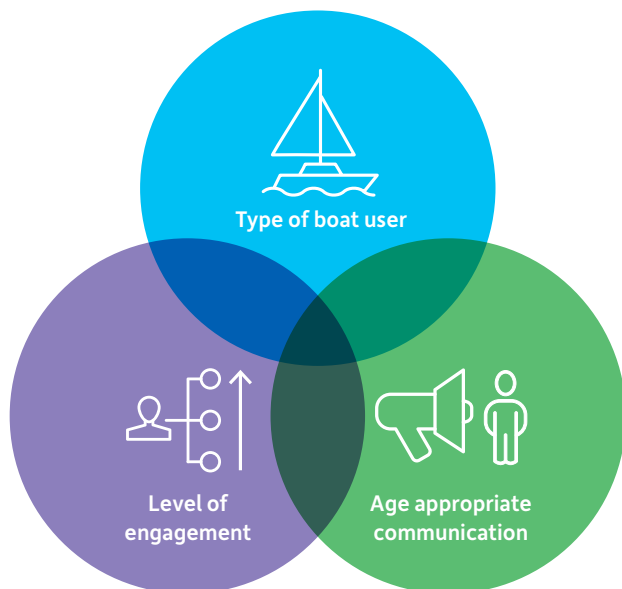 Type of boat user
Level of
engagement
Age appropriate
communication